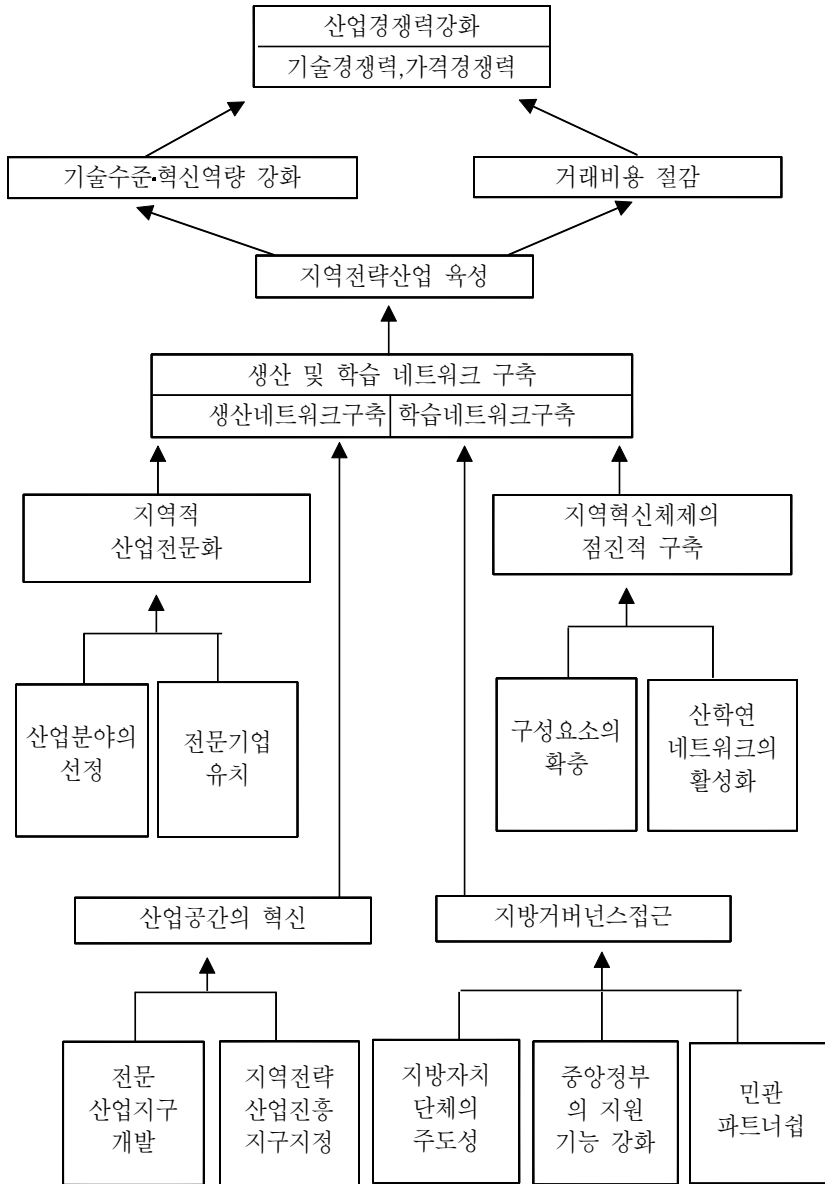 산업경쟁력강화
기술경쟁력,가격경쟁력
기술수준·혁신역량 강화
거래비용 절감
지역전략산업 육성
생산 및 학습 네트워크 구축
생산네트워크구축
학습네트워크구축
지역적
산업전문화
지역혁신체제의
점진적 구축
산업분야의
선정
전문기업
유치
구성요소의
확충
산학연
네트워크의
활성화
산업공간의 혁신
지방거버넌스접근
전문
산업지구
개발
지역전략
산업진흥
지구지정
지방자치
단체의
주도성
중앙정부
의 지원
기능 강화
민관
파트너쉽